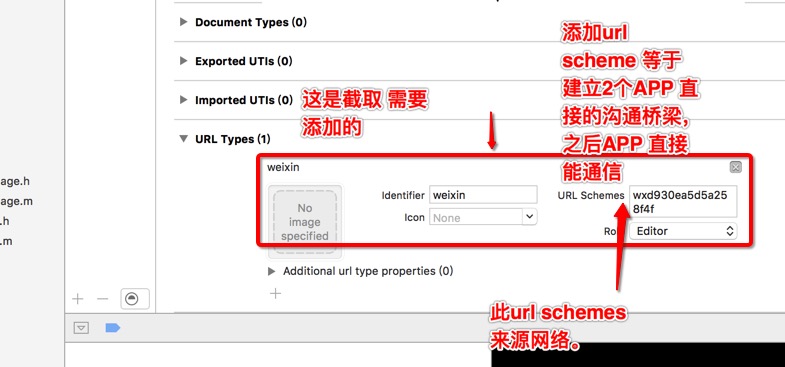 Document Types (0)
Exported UTIs (0)
Imported UTIs (0)
URL Types (1)
这是截取 需要
添加的
添加url
scheme 等于
建立2个APP 直
接的沟通桥梁，
之后APP 直接
能通信
weixin
No
image
specified
Identifier
weixin
Icon
None
URL Schemes
wxd930ea5d5a25
8f4f
Ro
Editor
Additional url type properties (0)
此url schemes
来源网络。
age.h
age.m
.h
.m